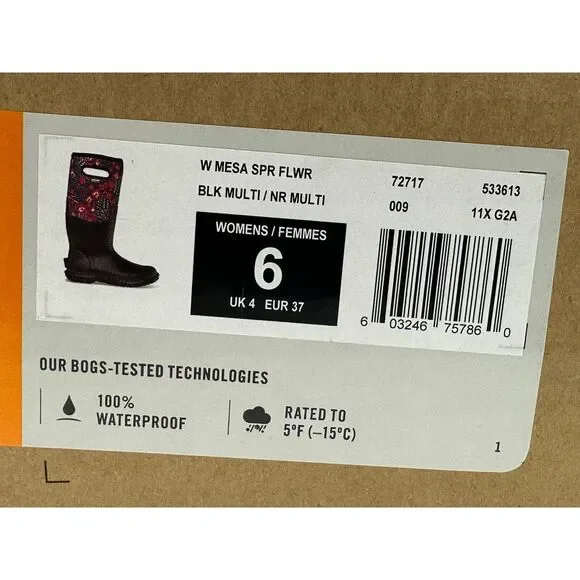 W MESA SPR FLWR
BLK MULTI / NR MULTI
72717 533613
009 11X G2A
WOMENS / FEMMES
6
UK 4 EUR 37
6 03246 75786 0
OUR BOGS-TESTED TECHNOLOGIES
100%
WATERPROOF
RATED TO
5°F (–15°C)
1